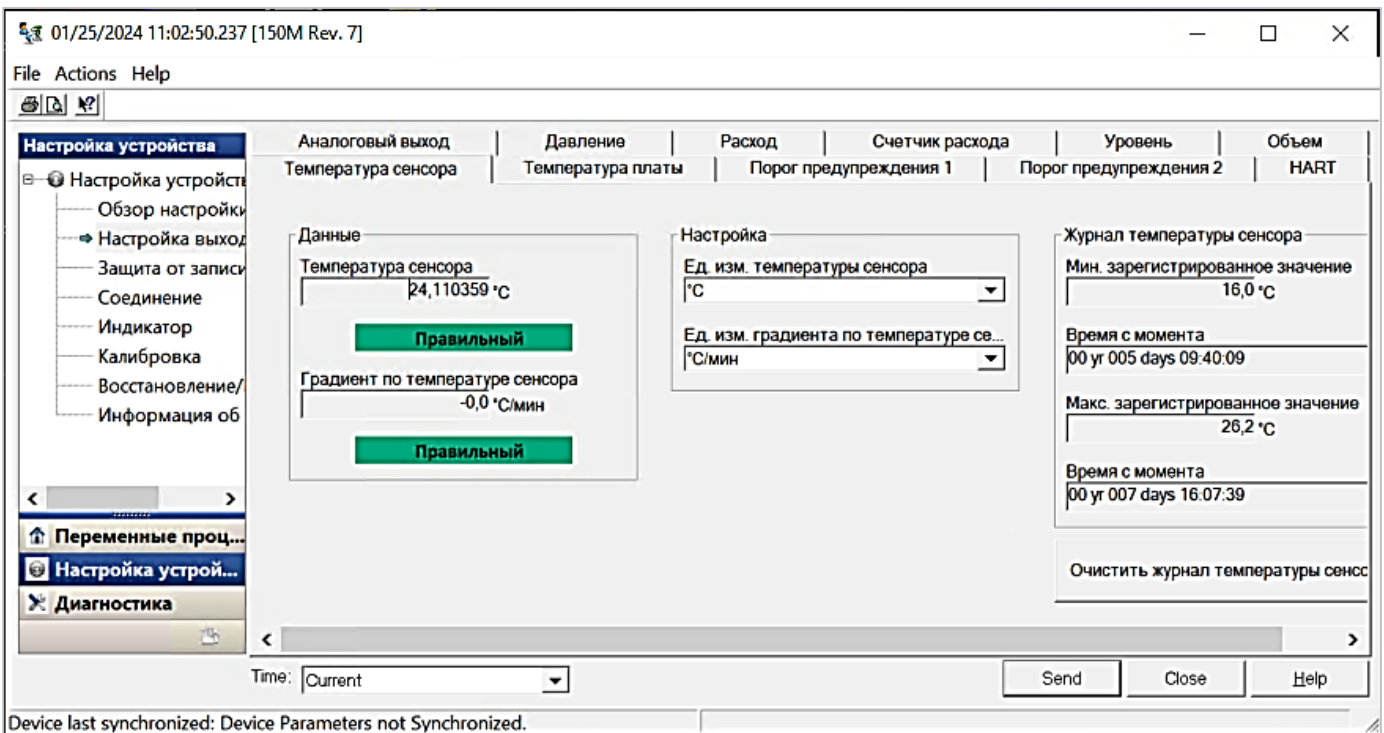 01/25/2024 11:02:50.237 [150M Rev. 7]
File Actions Help
Настройка устройства
Настройка устройств
Обзор настройки
Настройка выход
Защита от записи
Соединение
Индикатор
Калибровка
Восстановление/
Информация об
Переменные проц...
Настройка устрой...
Диагностика
Аналоговый выход Давление Расход Счетчик расхода Уровень Объем
Температура сенсора Температура платы Порог предупреждения 1 Порог предупреждения 2 HART
Данные
Температура сенсора
24,110359 °C
Правильный
Градиент по температуре сенсора
-0,0 °C/мин
Правильный
Настройка
Ед. изм. температуры сенсора
°C
Ед. изм. градиента по температуре се...
°C/мин
Журнал температуры сенсора
Мин. зарегистрированное значение
16,0 °C
Время с момента
00 yr 005 days 09:40:09
Макс. зарегистрированное значение
26,2 °C
Время с момента
00 yr 007 days 16:07:39
Очистить журнал температуры сенсо
Time: Current
Send Close Help
Device last synchronized: Device Parameters not Synchronized.